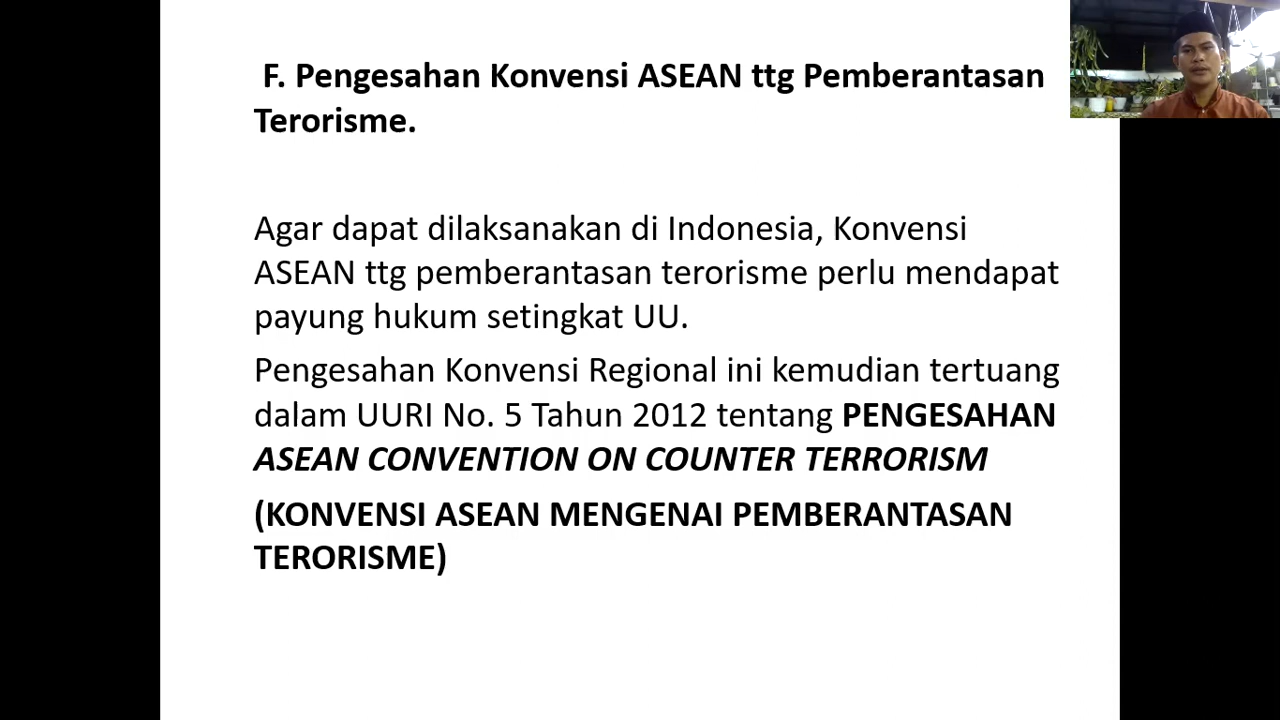 F. Pengesahan Konvensi ASEAN ttg Pemberantasan
Terorisme.
Agar dapat dilaksanakan di Indonesia, Konvensi
ASEAN ttg pemberantasan terorisme perlu mendapat
payung hukum setingkat UU.
Pengesahan Konvensi Regional ini kemudian tertuang
dalam UURI No. 5 Tahun 2012 tentang PENGESAHAN
ASEAN CONVENTION ON COUNTER TERRORISM
(KONVENSI ASEAN MENGENAI PEMBERANTASAN
TERORISME)